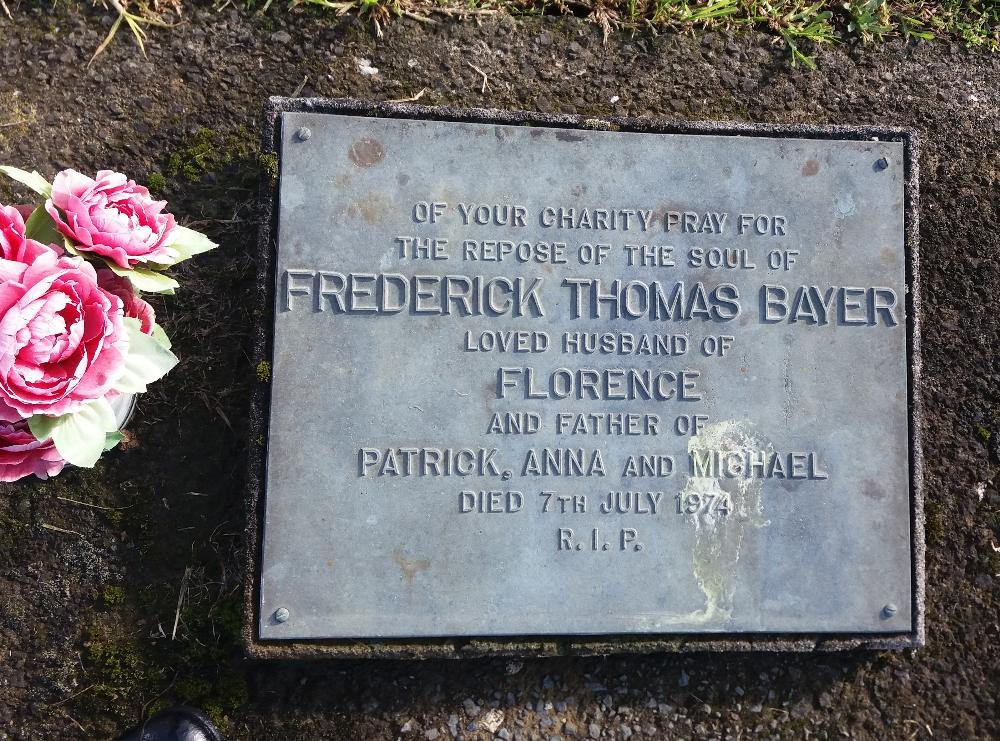 OF YOUR CHARITY PRAY FOR
THE REPOSE OF THE SOUL OF
FREDERICK THOMAS BAYER
LOVED HUSBAND OF
FLORENCE
AND FATHER OF
PATRICK, ANNA AND MICHAEL
DIED 7TH JULY 1974
R. I. P.